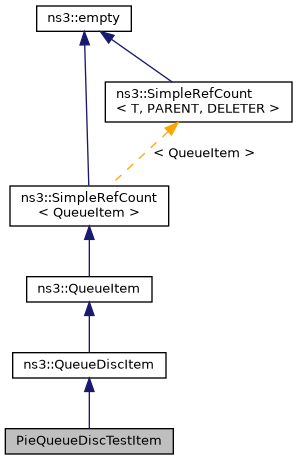 ns3::empty
ns3::SimpleRefCount
< T, PARENT, DELETER >
< QueueItem >
ns3::SimpleRefCount
< QueueItem >
ns3::QueueItem
ns3::QueueDiscItem
PieQueueDiscTestItem